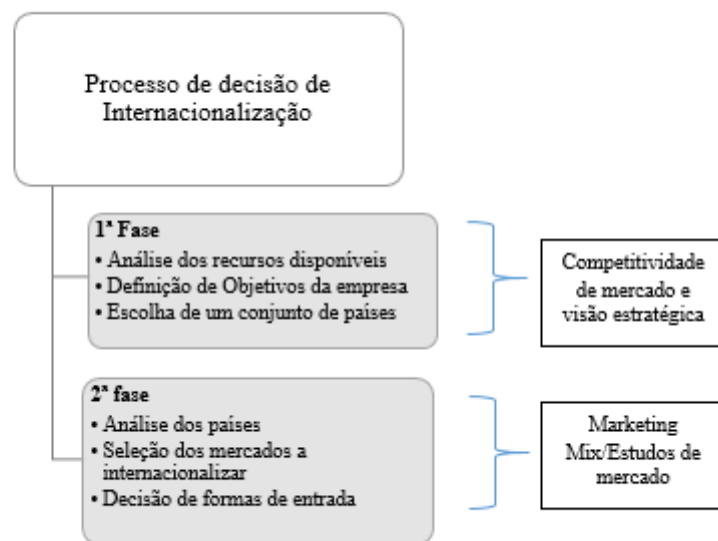 Processo de decisão de
Internacionalização
1ª Fase
• Análise dos recursos disponíveis
• Definição de Objetivos da empresa
• Escolha de um conjunto de países
Competitividade
de mercado e
visão estratégica
2ª fase
• Análise dos países
• Seleção dos mercados a
internacionalizar
• Decisão de formas de entrada
Marketing
Mix/Estudos de
mercado